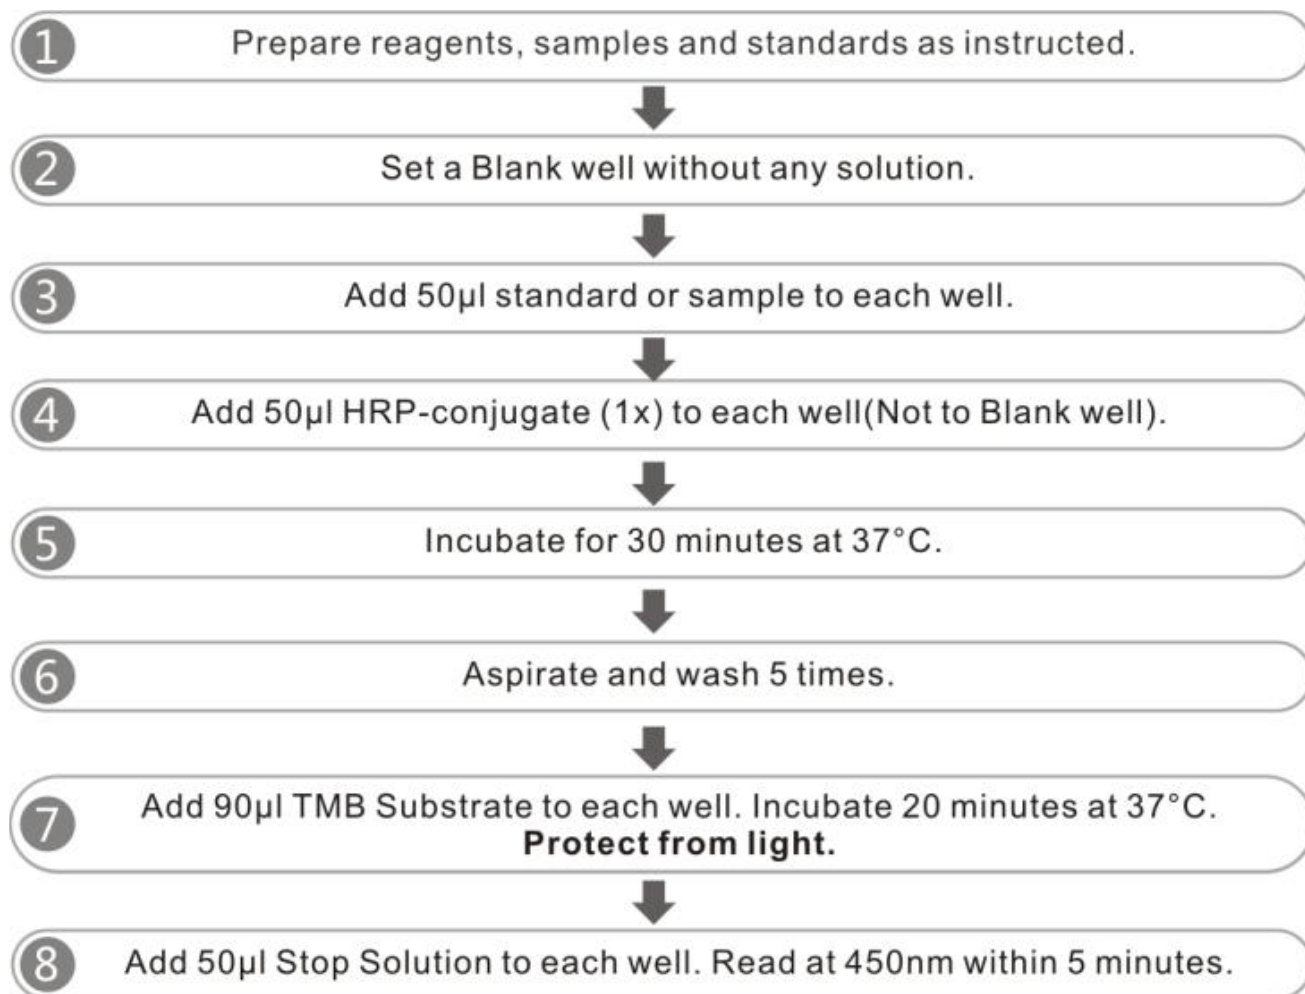 1 Prepare reagents, samples and standards as instructed.
2 Set a Blank well without any solution.
3 Add 50µl standard or sample to each well.
4 Add 50µl HRP-conjugate (1x) to each well(Not to Blank well).
5 Incubate for 30 minutes at 37°C.
6 Aspirate and wash 5 times.
7 Add 90µl TMB Substrate to each well. Incubate 20 minutes at 37°C.
Protect from light.
8 Add 50µl Stop Solution to each well. Read at 450nm within 5 minutes.